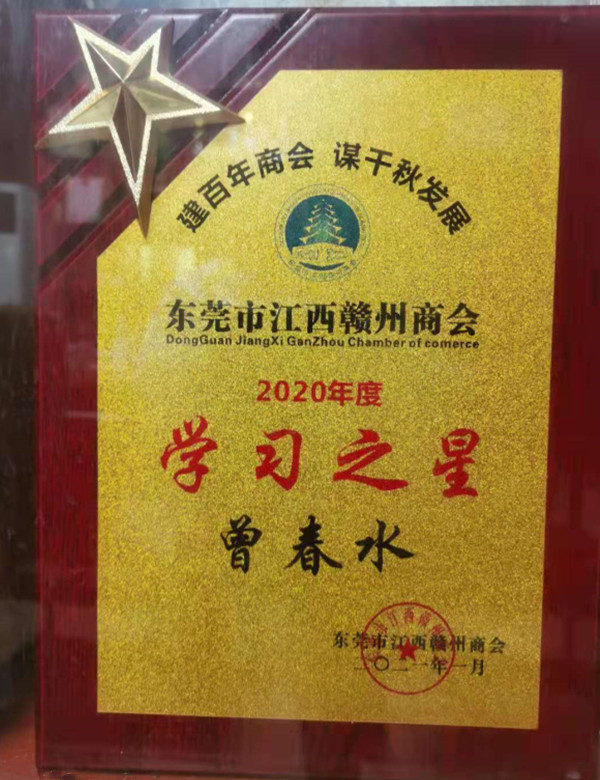 建百年商会 谋千秋发展
东莞市江西赣州商会
DongGuan JiangXi GanZhou Chamber of comerce
2020年度
学习之星
曾春水
东莞市江西赣州商会
二〇二一年一月